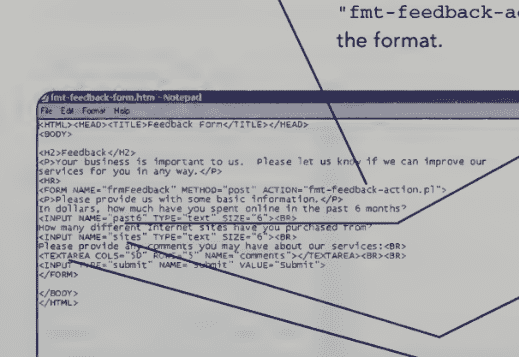 "fmt-feedback-ac
the format.
fmt-feedback-form.htm - Notepad
File Edit Format Help
<HTML><HEAD><TITLE>Feedback Form</TITLE></HEAD>
<BODY>
<H2>Feedback</H2>
<P>Your business is important to us.  Please let us know if we can improve our
services for you in any way.</P>
<HR>
<FORM NAME="frmFeedback" METHOD="post" ACTION="fmt-feedback-action.pl">
<P>Please provide us with some basic information.</P>
In dollars, how much have you spent online in the past 6 months?
<INPUT NAME="past6" TYPE="text" SIZE="6"><BR>
How many different Internet sites have you purchased from?
<INPUT NAME="sites" TYPE="text" SIZE="6"><BR>
Please provide any comments you may have about our services:<BR>
<TEXTAREA COLS="50" ROWS="5" NAME="comments"></TEXTAREA><BR><BR>
<INPUT TYPE="submit" NAME="submit" VALUE="Submit">
</FORM>
</BODY>
</HTML>